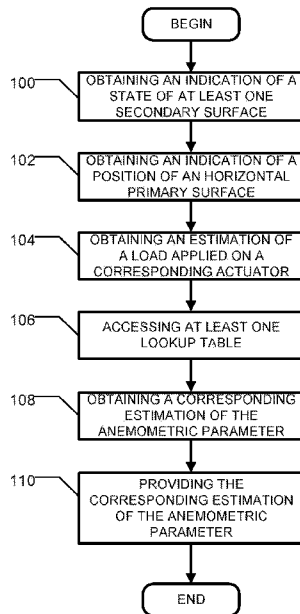 BEGIN
100
OBTAINING AN INDICATION OF A
STATE OF AT LEAST ONE
SECONDARY SURFACE
102
OBTAINING AN INDICATION OF A
POSITION OF AN HORIZONTAL
PRIMARY SURFACE
104
OBTAINING AN ESTIMATION OF
A LOAD APPLIED ON A
CORRESPONDING ACTUATOR
106
ACCESSING AT LEAST ONE
LOOKUP TABLE
108
OBTAINING A CORRESPONDING
ESTIMATION OF THE
ANEMOMETRIC PARAMETER
110
PROVIDING THE
CORRESPONDING ESTIMATION
OF THE ANEMOMETRIC
PARAMETER
END